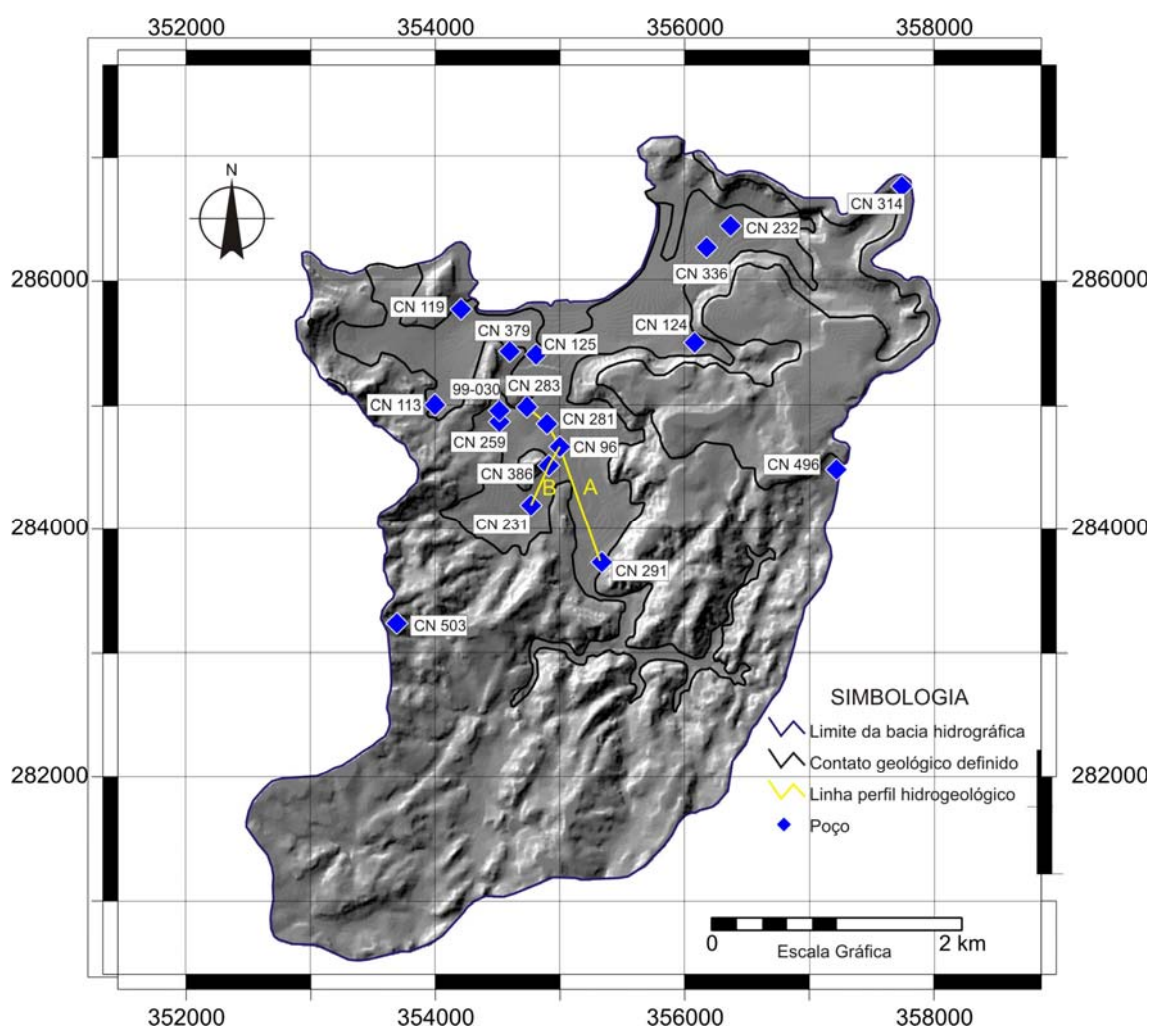 352000 354000 356000 358000
N
CN 314
CN 232
CN 336
286000 286000
CN 119
CN 379
CN 124
CN 125
99-030
CN 283
CN 113
CN 281
CN 259
CN 96
CN 386
CN 496
B A
CN 231
284000 284000
CN 291
CN 503
SIMBOLOGIA
Limite da bacia hidrográfica
Contato geológico definido
282000 282000
Linha perfil hidrogeológico
Poço
0 2 km
Escala Gráfica
352000 354000 356000 358000